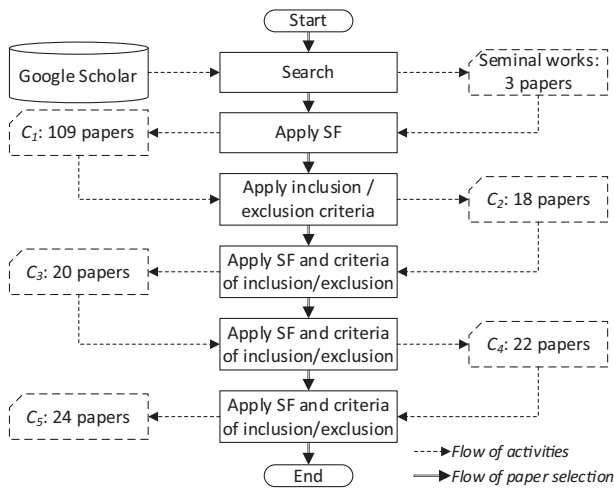 Start
Google Scholar
Search
Seminal works:
3 papers
C1: 109 papers
Apply SF
Apply inclusion /
exclusion criteria
C2: 18 papers
C3: 20 papers
Apply SF and criteria
of inclusion/exclusion
Apply SF and criteria
of inclusion/exclusion
C4: 22 papers
C5: 24 papers
Apply SF and criteria
of inclusion/exclusion
End
Flow of activities
Flow of paper selection